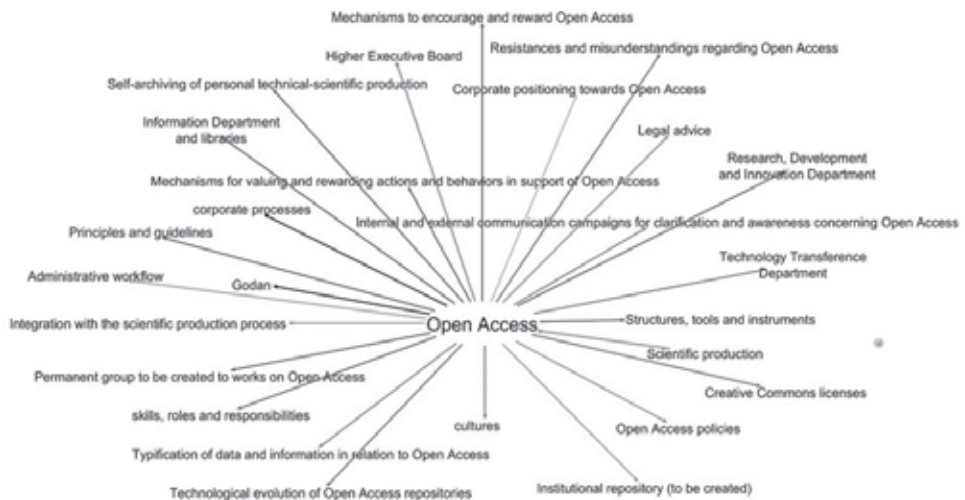 Mechanisms to encourage and reward Open Access
Resistances and misunderstandings regarding Open Access
Higher Executive Board
Self-archiving of personal technical-scientific production
Corporate positioning towards Open Access
Information Department
and libraries
Legal advice
Research, Development
and Innovation Department
Mechanisms for valuing and rewarding actions and behaviors in support of Open Access
corporate processes
Internal and external communication campaigns for clarification and awareness concerning Open Access
Principles and guidelines
Technology Transference
Department
Administrative workflow
Godan
Integration with the scientific production process
Open Access
Structures, tools and instruments
Scientific production
Permanent group to be created to works on Open Access
Creative Commons licenses
skills, roles and responsibilities
cultures
Open Access policies
Typification of data and information in relation to Open Access
Technological evolution of Open Access repositories
Institutional repository (to be created)